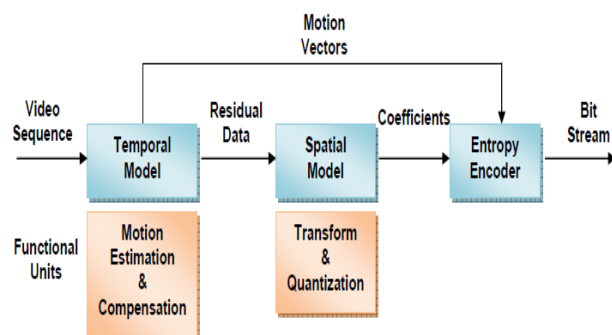 Motion
Vectors
Video
Sequence
Temporal
Model
Residual
Data
Spatial
Model
Coefficients
Entropy
Encoder
Bit
Stream
Functional
Units
Motion
Estimation
&
Compensation
Transform
&
Quantization